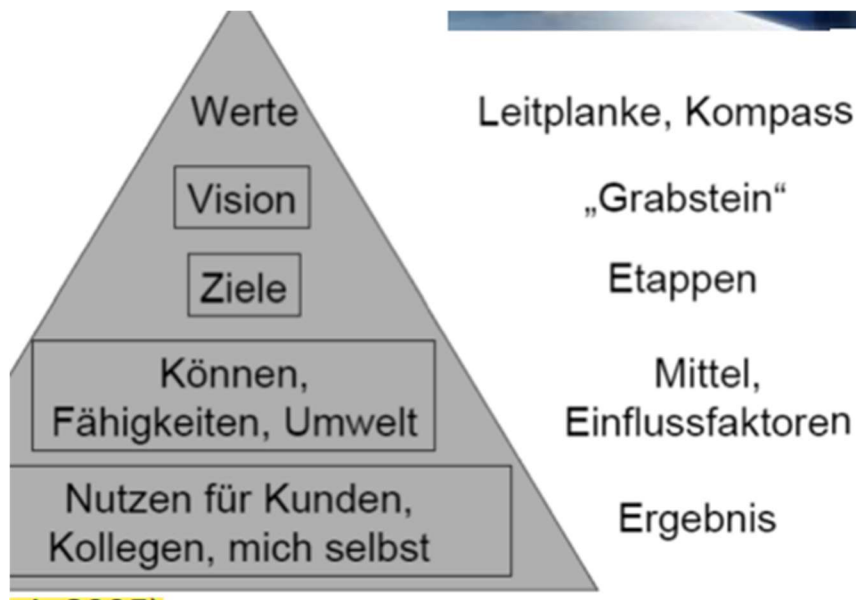 Werte
Leitplanke, Kompass
Vision
„Grabstein“
Ziele
Etappen
Können,
Fähigkeiten, Umwelt
Mittel,
Einflussfaktoren
Nutzen für Kunden,
Kollegen, mich selbst
Ergebnis